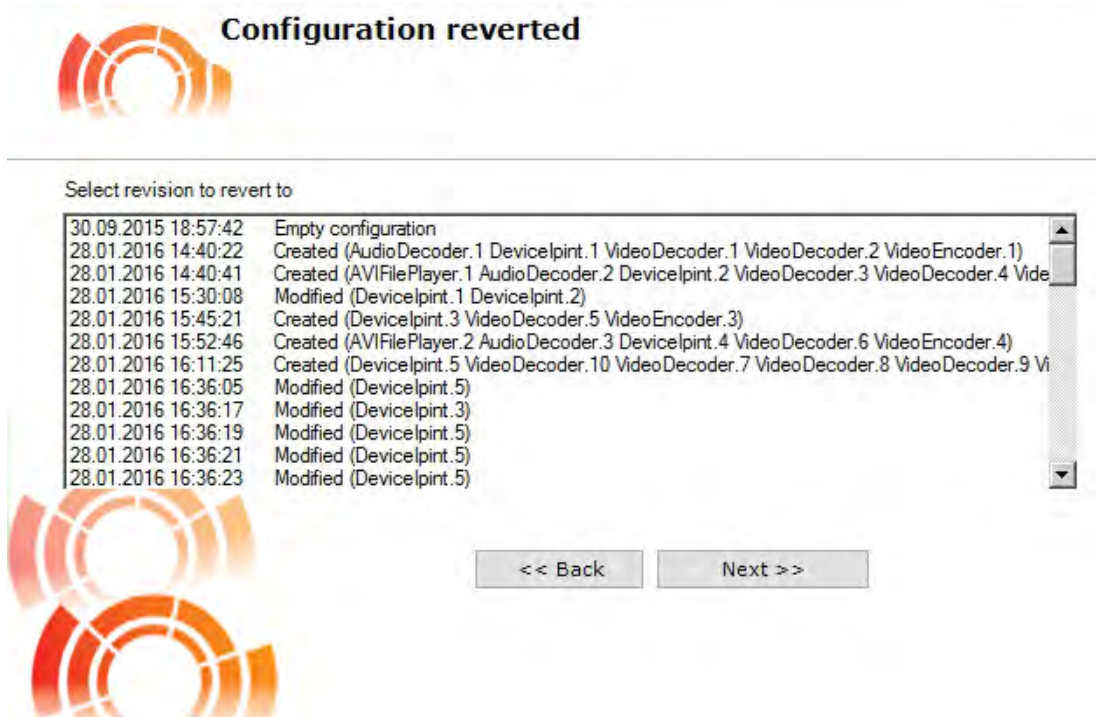 Configuration reverted
Select revision to revert to
30.09.2015 18:57:42 Empty configuration
28.01.2016 14:40:22 Created (AudioDecoder.1 DeviceIpint.1 VideoDecoder.1 VideoDecoder.2 VideoEncoder.1)
28.01.2016 14:40:41 Created (AVIFilePlayer.1 AudioDecoder.2 DeviceIpint.2 VideoDecoder.3 VideoDecoder.4 Vide
28.01.2016 15:30:08 Modified (DeviceIpint.1 DeviceIpint.2)
28.01.2016 15:45:21 Created (DeviceIpint.3 VideoDecoder.5 VideoEncoder.3)
28.01.2016 15:52:46 Created (AVIFilePlayer.2 AudioDecoder.3 DeviceIpint.4 VideoDecoder.6 VideoEncoder.4)
28.01.2016 16:11:25 Created (DeviceIpint.5 VideoDecoder.10 VideoDecoder.7 VideoDecoder.8 VideoDecoder.9 Vi
28.01.2016 16:36:05 Modified (DeviceIpint.5)
28.01.2016 16:36:17 Modified (DeviceIpint.3)
28.01.2016 16:36:19 Modified (DeviceIpint.5)
28.01.2016 16:36:21 Modified (DeviceIpint.5)
28.01.2016 16:36:23 Modified (DeviceIpint.5)
<< Back Next >>